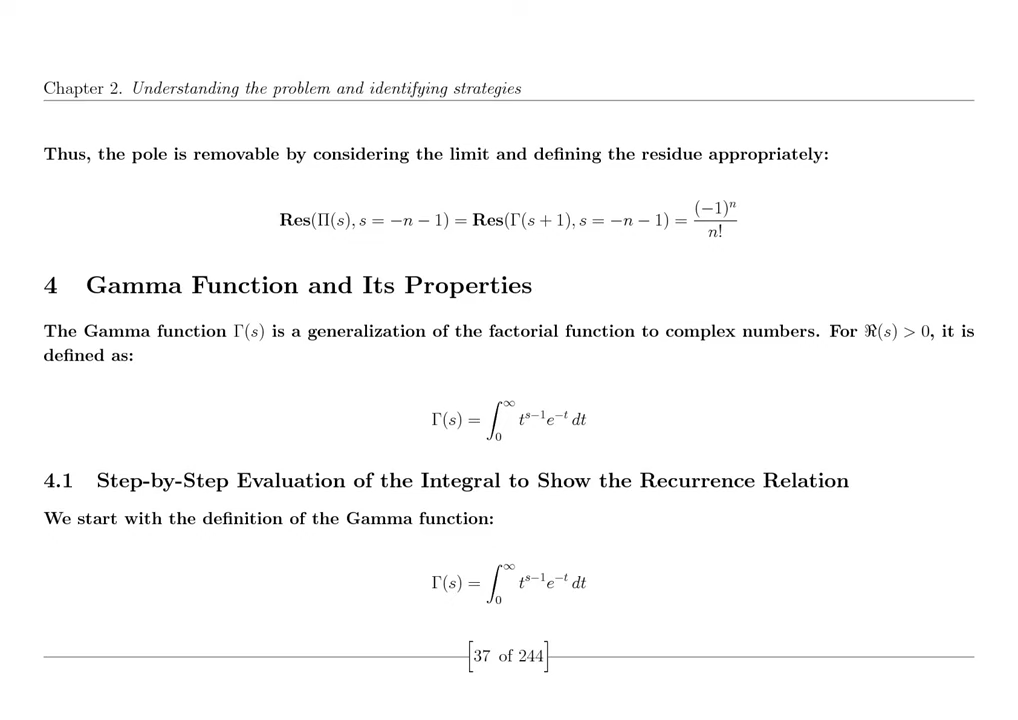 Chapter 2. Understanding the problem and identifying strategies
Thus, the pole is removable by considering the limit and defining the residue appropriately:
Res(Π(s), s = −n − 1) = Res(Γ(s + 1), s = −n − 1) = (−1)ⁿ / n!
4 Gamma Function and Its Properties
The Gamma function Γ(s) is a generalization of the factorial function to complex numbers. For ℜ(s) > 0, it is
defined as:
Γ(s) = ∫₀^∞ t^{s−1} e^{−t} dt
4.1 Step-by-Step Evaluation of the Integral to Show the Recurrence Relation
We start with the definition of the Gamma function:
Γ(s) = ∫₀^∞ t^{s−1} e^{−t} dt
[37 of 244]